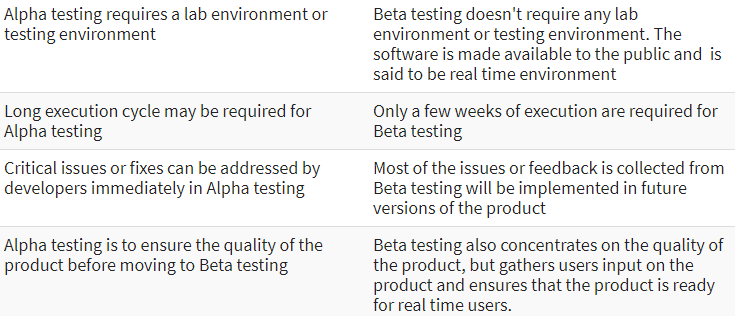 Alpha testing requires a lab environment or
testing environment
Beta testing doesn't require any lab
environment or testing environment. The
software is made available to the public and  is
said to be real time environment
Long execution cycle may be required for
Alpha testing
Only a few weeks of execution are required for
Beta testing
Critical issues or fixes can be addressed by
developers immediately in Alpha testing
Most of the issues or feedback is collected from
Beta testing will be implemented in future
versions of the product
Alpha testing is to ensure the quality of the
product before moving to Beta testing
Beta testing also concentrates on the quality of
the product, but gathers users input on the
product and ensures that the product is ready
for real time users.